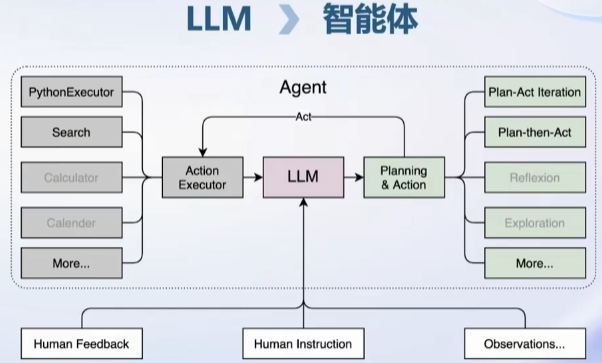 LLM 智能体
Agent
PythonExecutor
Search
Calculator
Calender
More...
Act
Action
Executor
LLM
Planning
& Action
Plan-Act Iteration
Plan-then-Act
Reflexion
Exploration
More...
Human Feedback
Human Instruction
Observations...